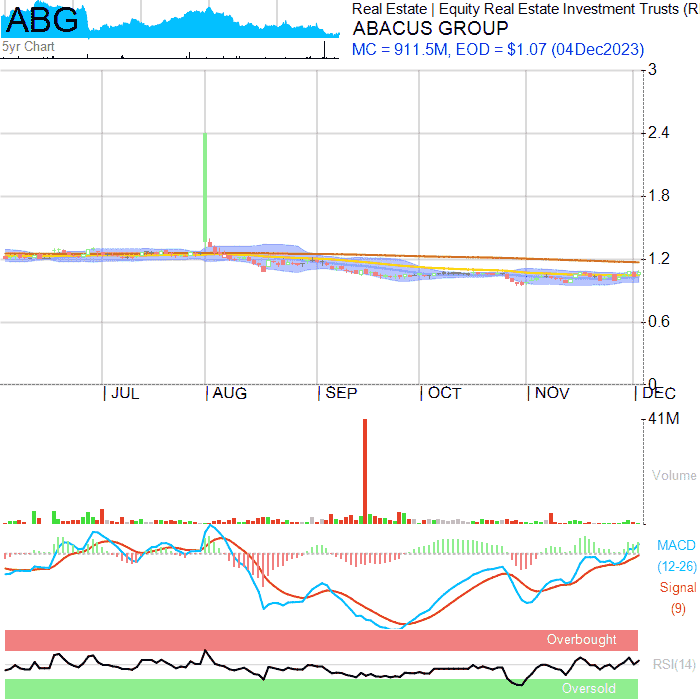 ABG
5yr Chart
Real Estate | Equity Real Estate Investment Trusts (R
ABACUS GROUP
MC = 911.5M, EOD = $1.07 (04Dec2023)
3
2.4
1.8
1.2
0.6
0
JUL AUG SEP OCT NOV DEC
41M
Volume
MACD
(12-26)
Signal
(9)
Overbought
RSI(14)
Oversold